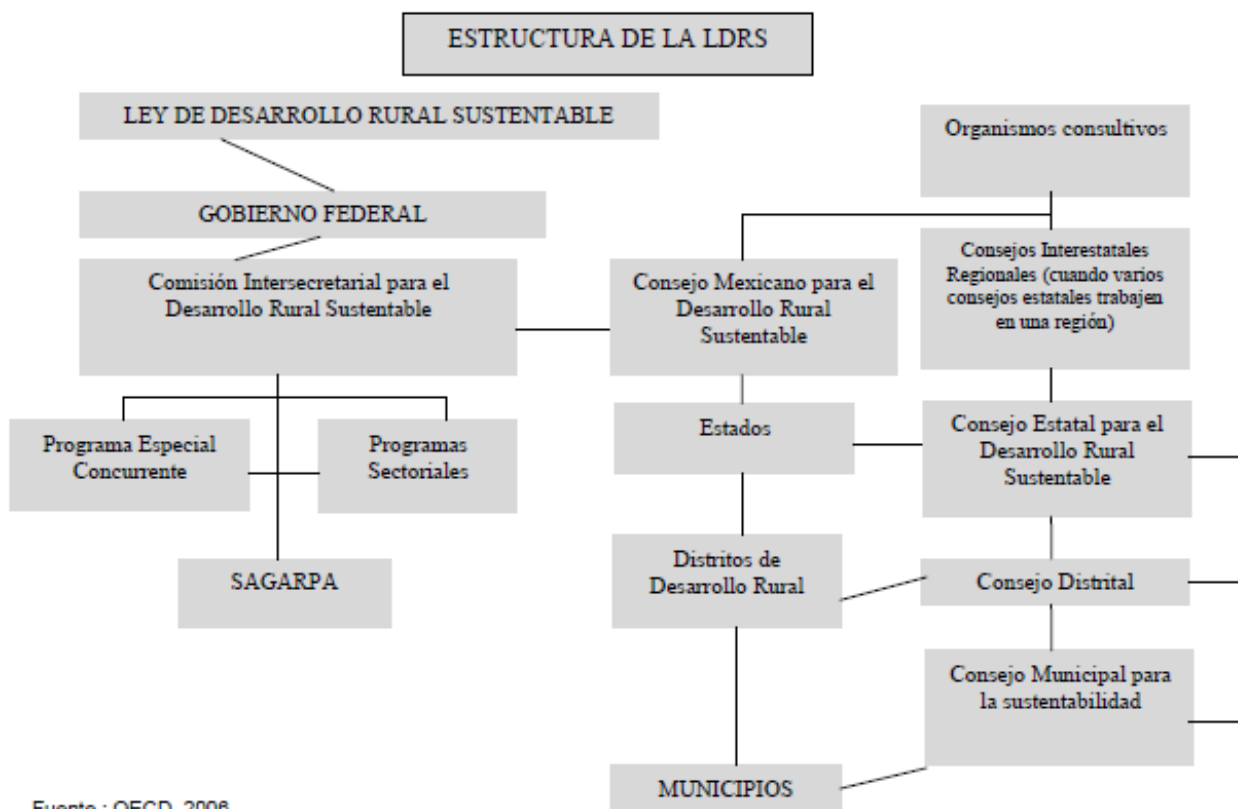 ESTRUCTURA DE LA LDRS
LEY DE DESARROLLO RURAL SUSTENTABLE
GOBIERNO FEDERAL
Comisión Intersecretarial para el
Desarrollo Rural Sustentable
Programa Especial
Concurrente
Programas
Sectoriales
SAGARPA
Organismos consultivos
Consejo Mexicano para el
Desarrollo Rural
Sustentable
Consejos Interestatales
Regionales (cuando varios
consejos estatales trabajen
en una región)
Estados
Consejo Estatal para el
Desarrollo Rural
Sustentable
Distritos de
Desarrollo Rural
Consejo Distrital
Consejo Municipal para
la sustentabilidad
MUNICIPIOS
Fuente : OECD, 2006